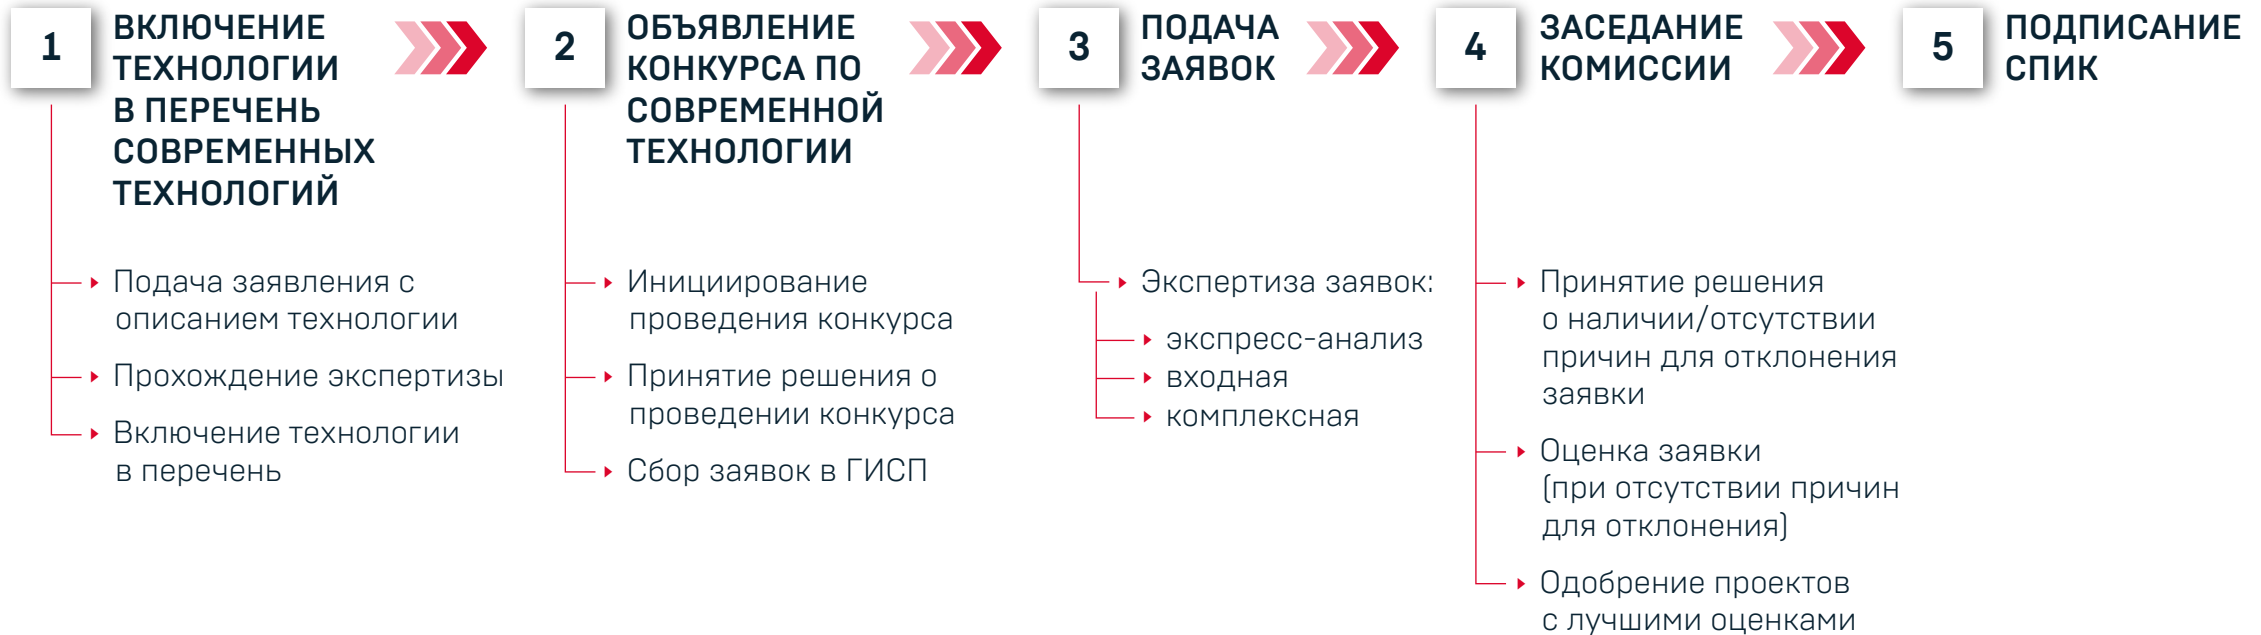 1
ВКЛЮЧЕНИЕ
ТЕХНОЛОГИИ
В ПЕРЕЧЕНЬ
СОВРЕМЕННЫХ
ТЕХНОЛОГИЙ
Подача заявления с
описанием технологии
Прохождение экспертизы
Включение технологии
в перечень
2
ОБЪЯВЛЕНИЕ
КОНКУРСА ПО
СОВРЕМЕННОЙ
ТЕХНОЛОГИИ
Инициирование
проведения конкурса
Принятие решения о
проведении конкурса
Сбор заявок в ГИСП
3
ПОДАЧА
ЗАЯВОК
Экспертиза заявок:
экспресс-анализ
входная
комплексная
4
ЗАСЕДАНИЕ
КОМИССИИ
Принятие решения
о наличии/отсутствии
причин для отклонения
заявки
Оценка заявки
(при отсутствии причин
для отклонения)
Одобрение проектов
с лучшими оценками
5
ПОДПИСАНИЕ
СПИК